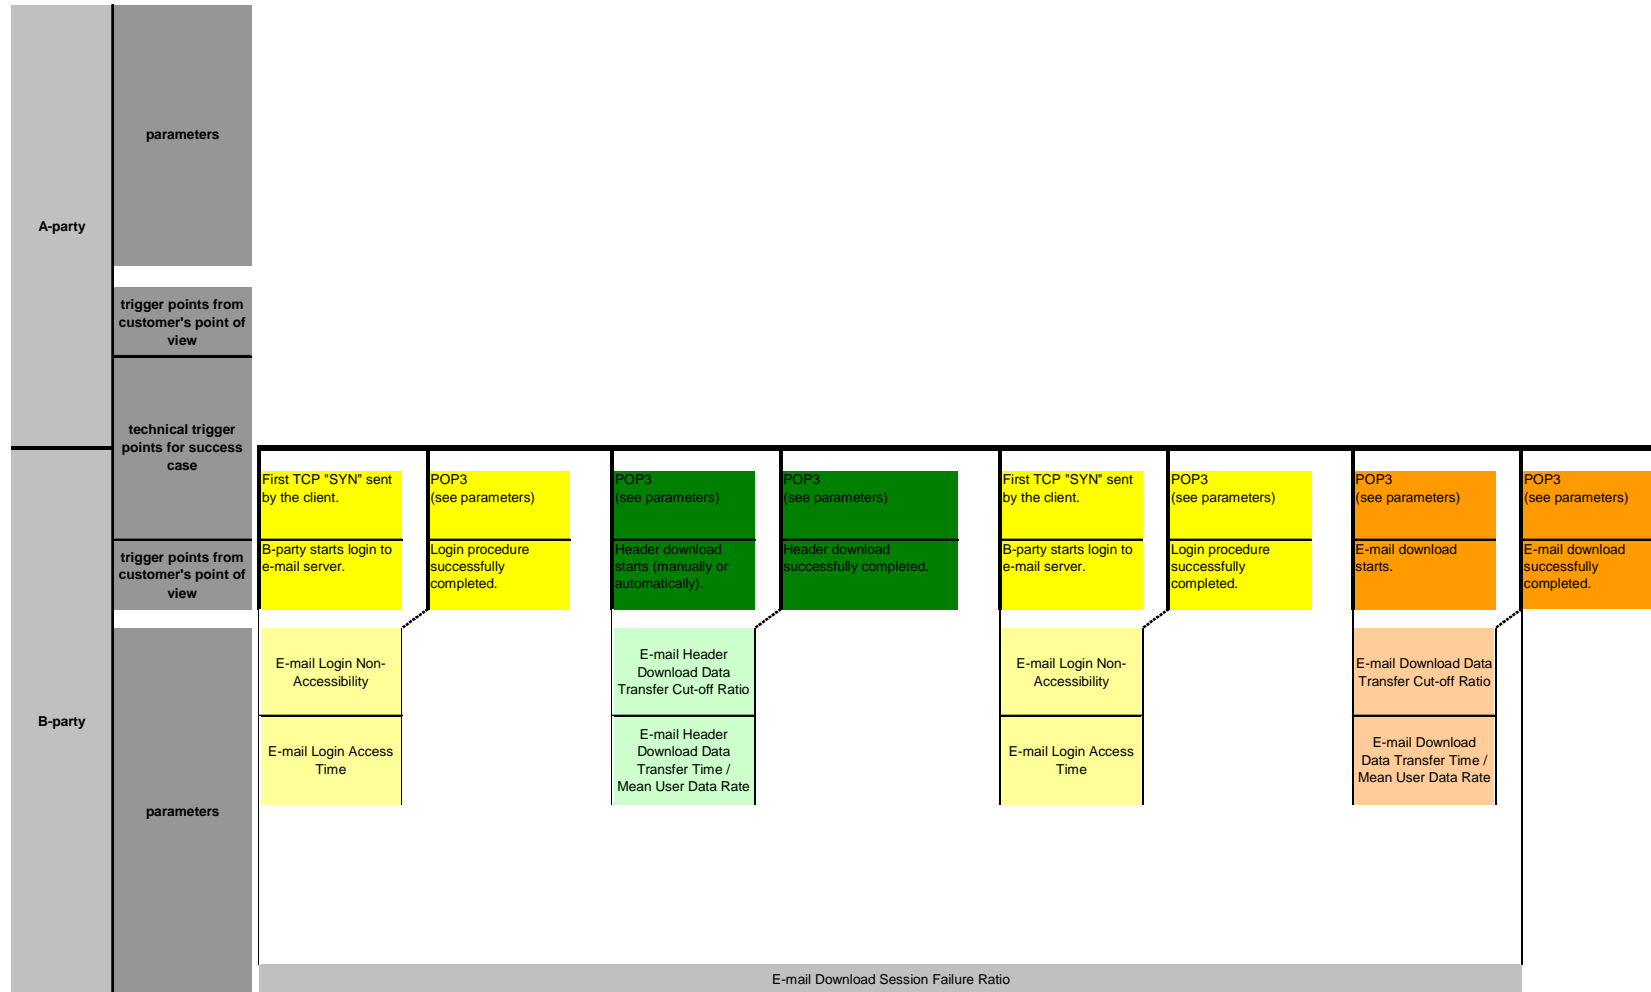 parameters
A-party
trigger points from
customer's point of
view
technical trigger
points for success
case
First TCP "SYN" sent
by the client.
POP3
(see parameters)
POP3
(see parameters)
POP3
(see parameters)
First TCP "SYN" sent
by the client.
POP3
(see parameters)
POP3
(see parameters)
POP3
(see parameters)
trigger points from
customer's point of
view
B-party starts login to
e-mail server.
Login procedure
successfully
completed.
Header download
starts (manually or
automatically).
Header download
successfully completed.
B-party starts login to
e-mail server.
Login procedure
successfully
completed.
E-mail download
starts.
E-mail download
successfully
completed.
B-party
parameters
E-mail Login Non-
Accessibility
E-mail Header
Download Data
Transfer Cut-off Ratio
E-mail Login Non-
Accessibility
E-mail Download Data
Transfer Cut-off Ratio
E-mail Login Access
Time
E-mail Header
Download Data
Transfer Time /
Mean User Data Rate
E-mail Login Access
Time
E-mail Download
Data Transfer Time /
Mean User Data Rate
E-mail Download Session Failure Ratio